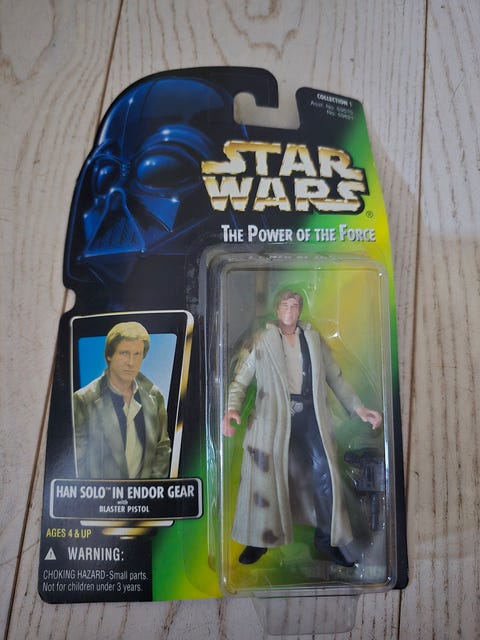 COLLECTION 1
STAR
WARS
®
THE POWER OF THE FORCE
HAN SOLO™ IN ENDOR GEAR
with
BLASTER PISTOL
AGES 4 & UP
WARNING:
CHOKING HAZARD-Small parts.
Not for children under 3 years.